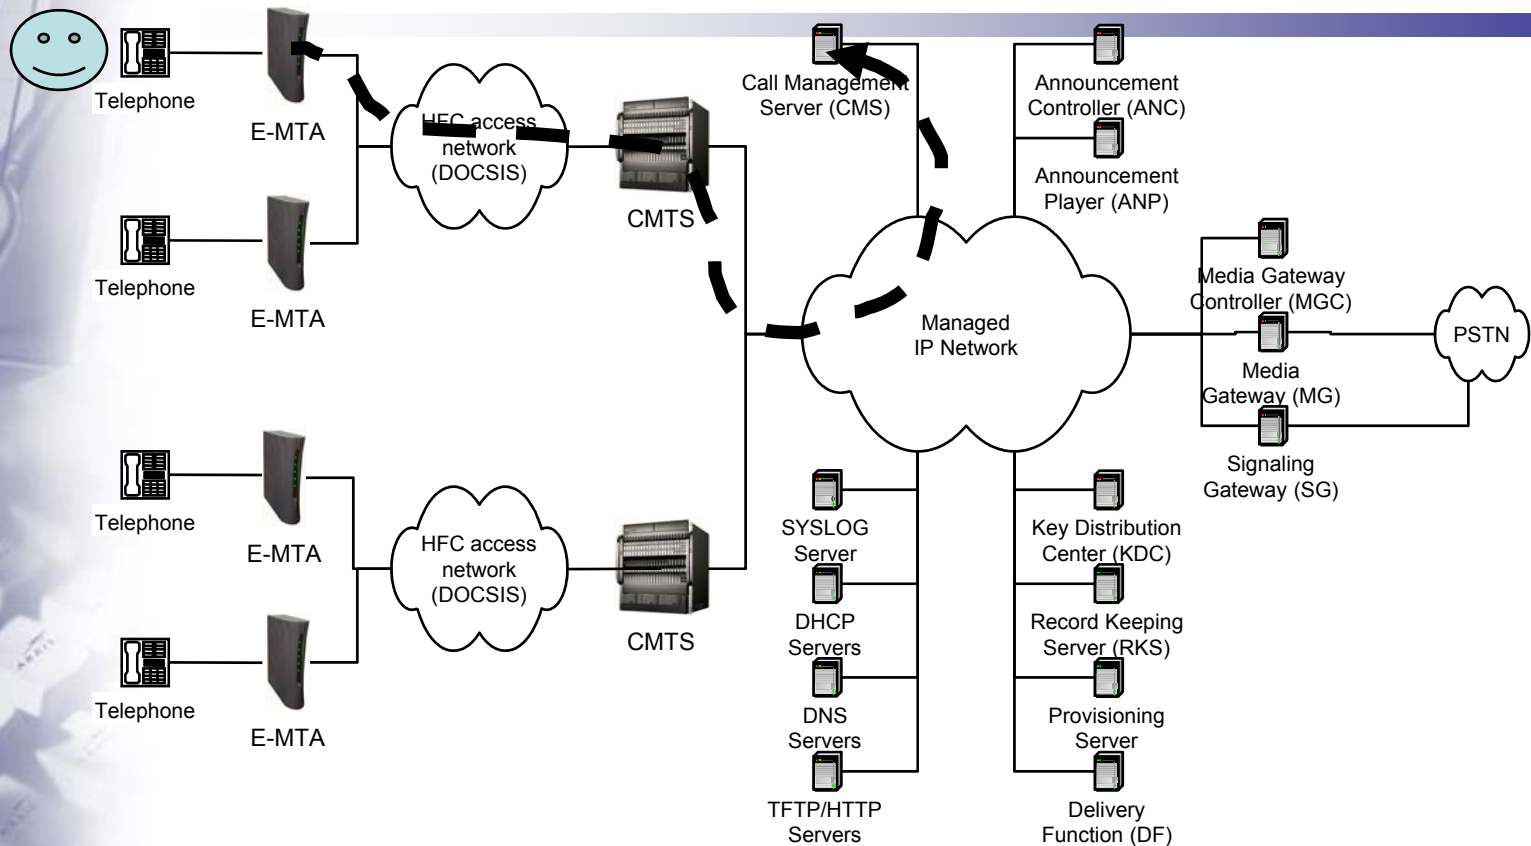 Telephone
E-MTA
HFC access
network
(DOCSIS)
CMTS
Telephone
E-MTA
Telephone
E-MTA
HFC access
network
(DOCSIS)
CMTS
Telephone
E-MTA
Call Management
Server (CMS)
Announcement
Controller (ANC)
Announcement
Player (ANP)
Managed
IP Network
Media Gateway
Controller (MGC)
Media
Gateway (MG)
Signaling
Gateway (SG)
PSTN
SYSLOG
Server
DHCP
Servers
DNS
Servers
TFTP/HTTP
Servers
Key Distribution
Center (KDC)
Record Keeping
Server (RKS)
Provisioning
Server
Delivery
Function (DF)
ARRIS